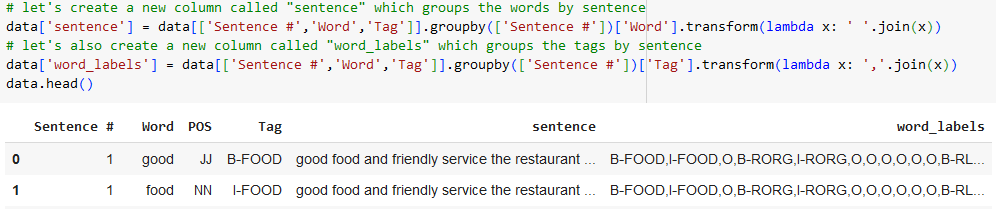 # let's create a new column called "sentence" which groups the words by sentence
data['sentence'] = data[['Sentence #','Word','Tag']].groupby(['Sentence #'])['Word'].transform(lambda x: ' '.join(x))
# let's also create a new column called "word_labels" which groups the tags by sentence
data['word_labels'] = data[['Sentence #','Word','Tag']].groupby(['Sentence #'])['Tag'].transform(lambda x: ','.join(x))
data.head()
Sentence # Word POS Tag sentence word_labels
0 1 good JJ B-FOOD good food and friendly service the restaurant ... B-FOOD,I-FOOD,O,B-RORG,I-RORG,O,O,O,O,O,O,B-RL...
1 1 food NN I-FOOD good food and friendly service the restaurant ... B-FOOD,I-FOOD,O,B-RORG,I-RORG,O,O,O,O,O,O,B-RL...